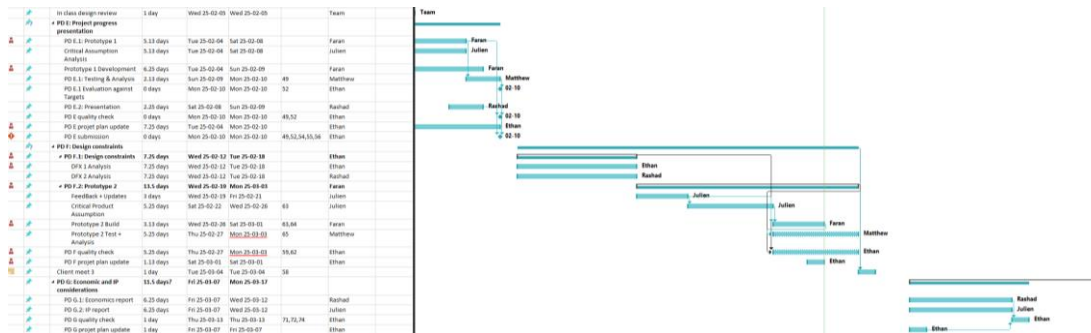 In class design review 1 day Wed 25-02-05 Wed 25-02-05 Team Team
PD E: Project progress
presentation
PD E.1: Prototype 1 5.13 days Tue 25-02-04 Sat 25-02-08 Faran Faran
Critical Assumption 5.13 days Tue 25-02-04 Sat 25-02-08 Julien Julien
Analysis
Prototype 1 Development 6.25 days Tue 25-02-04 Sun 25-02-09 Faran Faran
PD E.1: Testing & Analysis 2.13 days Sun 25-02-09 Mon 25-02-10 49 Matthew Matthew
PD E.1 Evaluation against 0 days Mon 25-02-10 Mon 25-02-10 52 Ethan 02-10
Targets
PD E.2: Presentation 2.25 days Sat 25-02-08 Sun 25-02-09 Rashad Rashad
PD E quality check 0 days Mon 25-02-10 Mon 25-02-10 49,52 Ethan 02-10
PD E projet plan update 7.25 days Tue 25-02-04 Mon 25-02-10 Ethan Ethan
PD E submission 0 days Mon 25-02-10 Mon 25-02-10 49,52,54,55,56 Ethan 02-10
PD F: Design constraints
PD F.1: Design constraints 7.25 days Wed 25-02-12 Tue 25-02-18 Ethan
DFX 1 Analysis 7.25 days Wed 25-02-12 Tue 25-02-18 Ethan Ethan
DFX 2 Analysis 7.25 days Wed 25-02-12 Tue 25-02-18 Rashad Rashad
PD F.2: Prototype 2 13.5 days Wed 25-02-19 Mon 25-03-03 Faran
FeedBack + Updates 3 days Wed 25-02-19 Fri 25-02-21 Julien Julien
Critical Product 5.25 days Sat 25-02-22 Wed 25-02-26 63 Julien Julien
Assumption
Prototype 2 Build 3.13 days Wed 25-02-26 Sat 25-03-01 63,64 Faran Faran
Prototype 2 Test + 5.25 days Thu 25-02-27 Mon 25-03-03 65 Matthew Matthew
Analysis
PD F quality check 5.25 days Thu 25-02-27 Mon 25-03-03 59,62 Ethan Ethan
PD F projet plan update 1.13 days Sat 25-03-01 Sat 25-03-01 Ethan Ethan
Client meet 3 1 day Tue 25-03-04 Tue 25-03-04 58
PD G: Economic and IP 11.5 days? Fri 25-03-07 Mon 25-03-17
considerations
PD G.1: Economics report 6.25 days Fri 25-03-07 Wed 25-03-12 Rashad Rashad
PD G.2: IP report 6.25 days Fri 25-03-07 Wed 25-03-12 Julien Julien
PD G quality check 1 day Thu 25-03-13 Thu 25-03-13 71,72,74 Ethan Ethan
PD G projet plan update 1 day Fri 25-03-07 Fri 25-03-07 Ethan Ethan